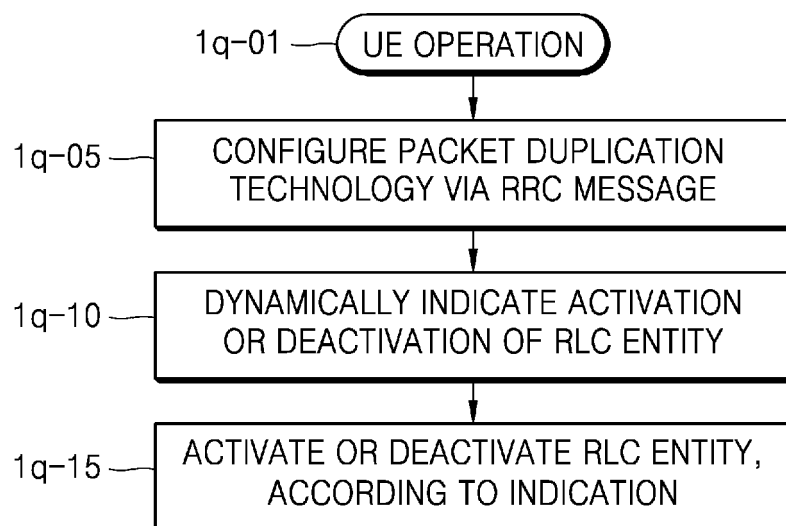 1q-01
UE OPERATION
1q-05
CONFIGURE PACKET DUPLICATION
TECHNOLOGY VIA RRC MESSAGE
1q-10
DYNAMICALLY INDICATE ACTIVATION
OR DEACTIVATION OF RLC ENTITY
1q-15
ACTIVATE OR DEACTIVATE RLC ENTITY,
ACCORDING TO INDICATION